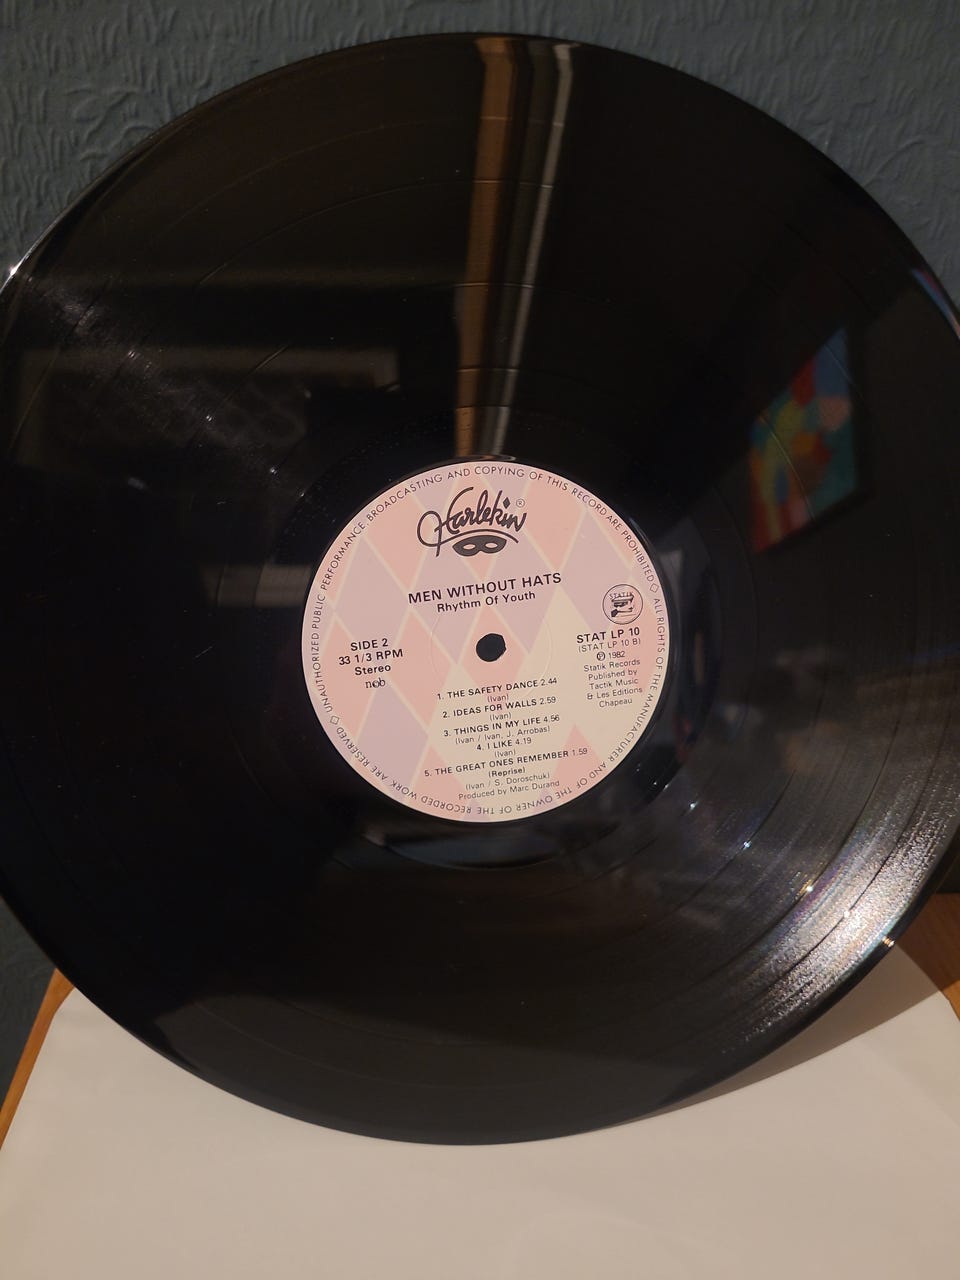 UNAUTHORIZED PUBLIC PERFORMANCE, BROADCASTING AND COPYING OF THIS RECORD ARE PROHIBITED ◇ ALL RIGHTS OF THE MANUFACTURER AND OF THE OWNER OF THE RECORDED WORK ARE RESERVED ◇
Harlekin®
MEN WITHOUT HATS
Rhythm Of Youth
STATIK
SIDE 2
33 1/3 RPM
Stereo
ncb
STAT LP 10
(STAT LP 10 B)
℗ 1982
Statik Records
Published by
Tactik Music
& Les Editions
Chapeau
1. THE SAFETY DANCE 2.44
(Ivan)
2. IDEAS FOR WALLS 2.59
(Ivan)
3. THINGS IN MY LIFE 4.56
(Ivan / Ivan, J. Arrobas)
4. I LIKE 4.19
(Ivan)
5. THE GREAT ONES REMEMBER 1.59
(Reprise)
(Ivan / S. Doroschuk)
Produced by Marc Durand